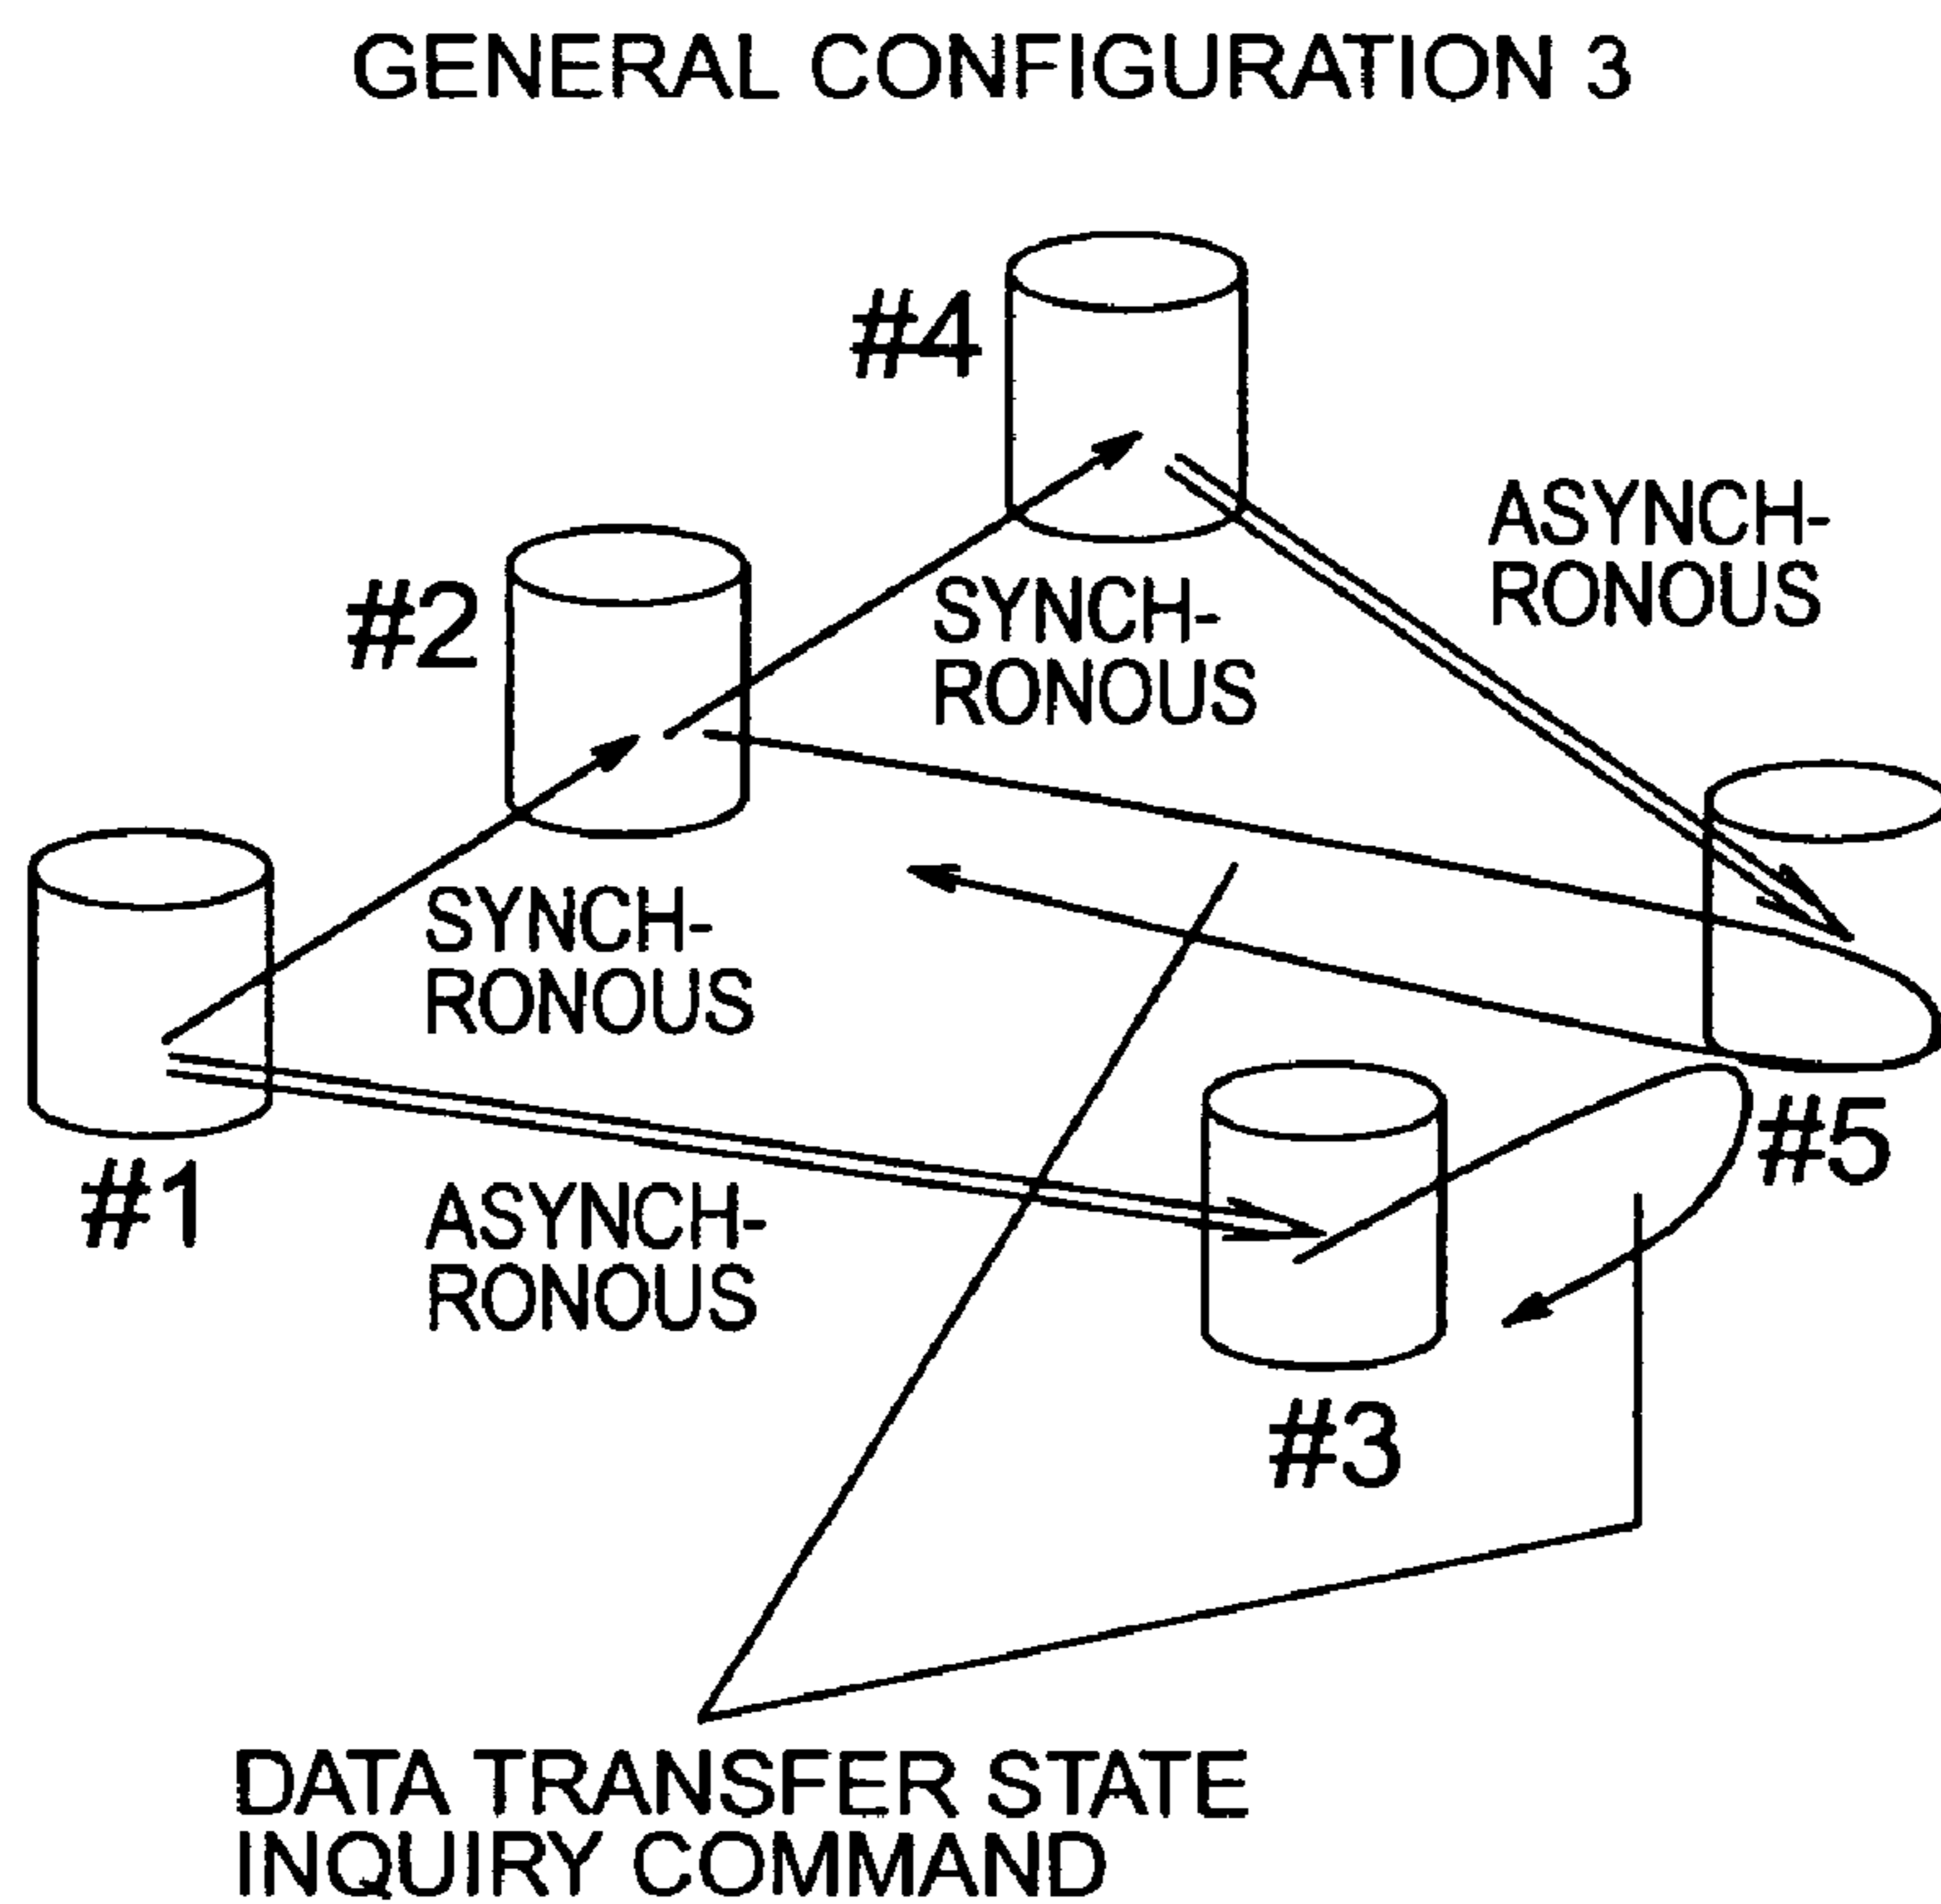 GENERAL CONFIGURATION 3
#4
ASYNCH-
RONOUS
#2
SYNCH-
RONOUS
SYNCH-
RONOUS
#5
#1
ASYNCH-
RONOUS
#3
DATA TRANSFER STATE
INQUIRY COMMAND